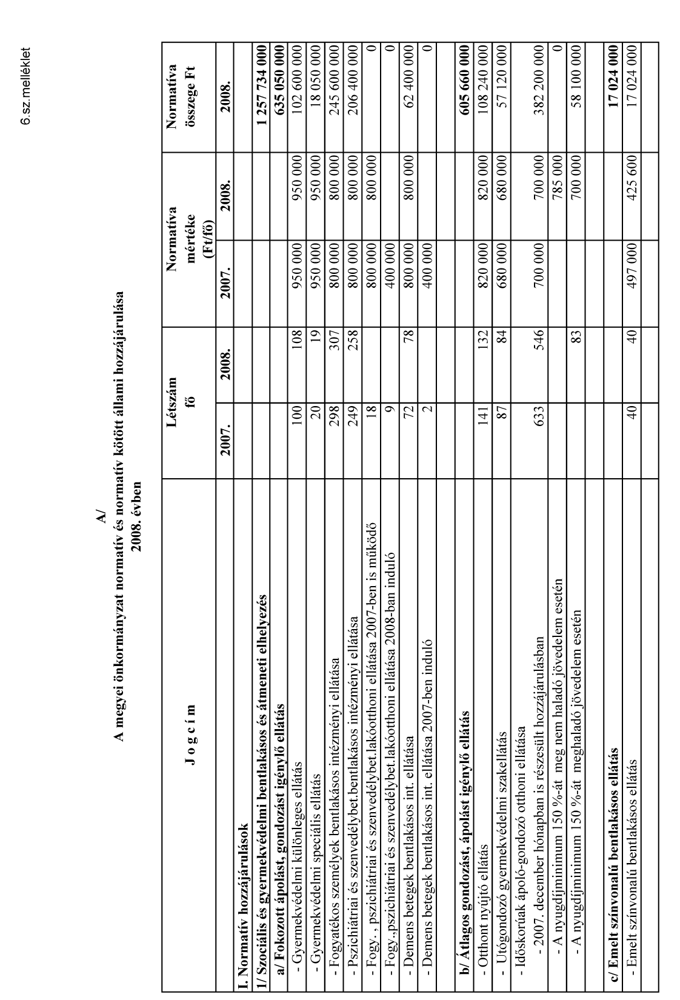 6.sz.melléklet
A/
A megyei önkormányzat normatív és normatív kötött állami hozzájárulása
2008. évben
J o g c í m Létszám fő Normatíva mértéke (Ft/fő) Normatíva összege Ft
2007. 2008. 2007. 2008. 2008.
I. Normatív hozzájárulások
1/ Szociális és gyermekvédelmi bentlakásos és átmeneti elhelyezés 1 257 734 000
a/ Fokozott ápolást, gondozást igénylő ellátás 635 050 000
- Gyermekvédelmi különleges ellátás 100 108 950 000 950 000 102 600 000
- Gyermekvédelmi speciális ellátás 20 19 950 000 950 000 18 050 000
- Fogyatékos személyek bentlakásos intézményi ellátása 298 307 800 000 800 000 245 600 000
- Pszichiátriai és szenvedélybet.bentlakásos intézményi ellátása 249 258 800 000 800 000 206 400 000
- Fogy. , pszichiátriai és szenvedélybet.lakóotthoni ellátása 2007-ben is működő 18 800 000 800 000 0
- Fogy.,pszichiátriai és szenvedélybet.lakóotthoni ellátása 2008-ban induló 9 400 000 0
- Demens betegek bentlakásos int. ellátása 72 78 800 000 800 000 62 400 000
- Demens betegek bentlakásos int. ellátása 2007-ben induló 2 400 000 0
b/ Átlagos gondozást, ápolást igénylő ellátás 605 660 000
- Otthont nyújtó ellátás 141 132 820 000 820 000 108 240 000
- Utógondozó gyermekvédelmi szakellátás 87 84 680 000 680 000 57 120 000
- Időskorúak ápoló-gondozó otthoni ellátása
- 2007. december hónapban is részesült hozzájárulásban 633 546 700 000 700 000 382 200 000
- A nyugdíjminimum 150 %-át meg nem haladó jövedelem esetén 785 000 0
- A nyugdíjminimum 150 %-át meghaladó jövedelem esetén 83 700 000 58 100 000
c/ Emelt színvonalú bentlakásos ellátás 17 024 000
- Emelt színvonalú bentlakásos ellátás 40 40 497 000 425 600 17 024 000